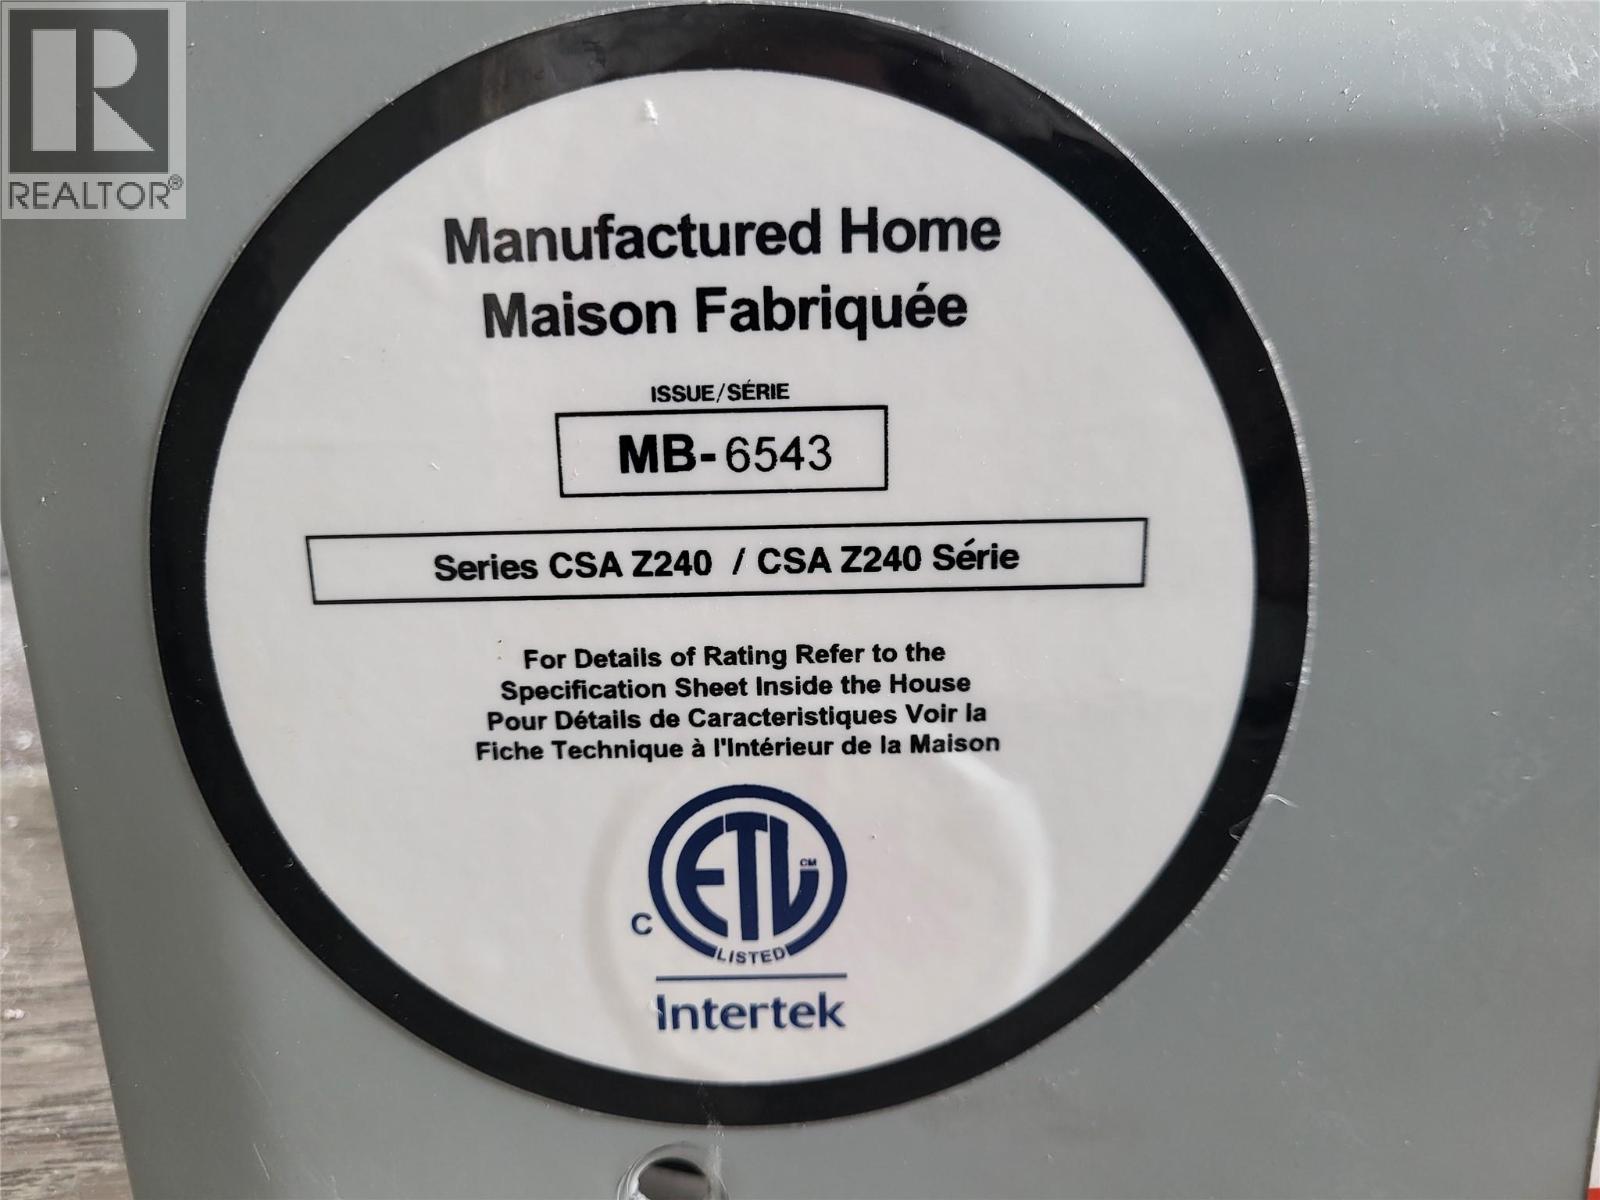 REALTOR®
Manufactured Home
Maison Fabriquée
ISSUE/SÉRIE
MB-6543
Series CSA Z240 / CSA Z240 Série
For Details of Rating Refer to the
Specification Sheet Inside the House
Pour Détails de Caracteristiques Voir la
Fiche Technique à l'Intérieur de la Maison
C ETL CM
LISTED
Intertek